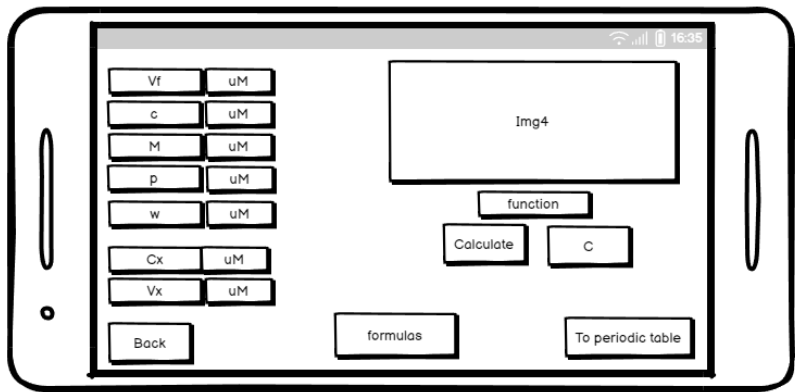 16:35
Vf uM
c uM
M uM
p uM
w uM
Cx uM
Vx uM
Img4
function
Calculate C
Back formulas To periodic table